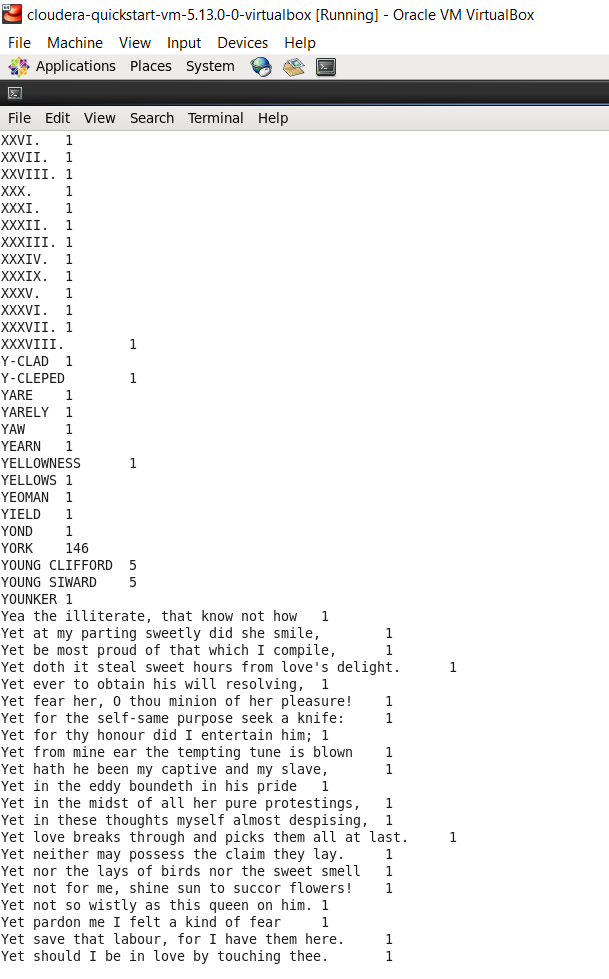 cloudera-quickstart-vm-5.13.0-0-virtualbox [Running] - Oracle VM VirtualBox
File Machine View Input Devices Help
Applications Places System
File Edit View Search Terminal Help
XXVI. 1
XXVII. 1
XXVIII. 1
XXX. 1
XXXI. 1
XXXII. 1
XXXIII. 1
XXXIV. 1
XXXIX. 1
XXXV. 1
XXXVI. 1
XXXVII. 1
XXXVIII. 1
Y-CLAD 1
Y-CLEPED 1
YARE 1
YARELY 1
YAW 1
YEARN 1
YELLOWNESS 1
YELLOWS 1
YEOMAN 1
YIELD 1
YOND 1
YORK 146
YOUNG CLIFFORD 5
YOUNG SIWARD 5
YOUNKER 1
Yea the illiterate, that know not how 1
Yet at my parting sweetly did she smile, 1
Yet be most proud of that which I compile, 1
Yet doth it steal sweet hours from love's delight. 1
Yet ever to obtain his will resolving, 1
Yet fear her, O thou minion of her pleasure! 1
Yet for the self-same purpose seek a knife: 1
Yet for thy honour did I entertain him; 1
Yet from mine ear the tempting tune is blown 1
Yet hath he been my captive and my slave, 1
Yet in the eddy boundeth in his pride 1
Yet in the midst of all her pure protestings, 1
Yet in these thoughts myself almost despising, 1
Yet love breaks through and picks them all at last. 1
Yet neither may possess the claim they lay. 1
Yet nor the lays of birds nor the sweet smell 1
Yet not for me, shine sun to succor flowers! 1
Yet not so wistly as this queen on him. 1
Yet pardon me I felt a kind of fear 1
Yet save that labour, for I have them here. 1
Yet should I be in love by touching thee. 1